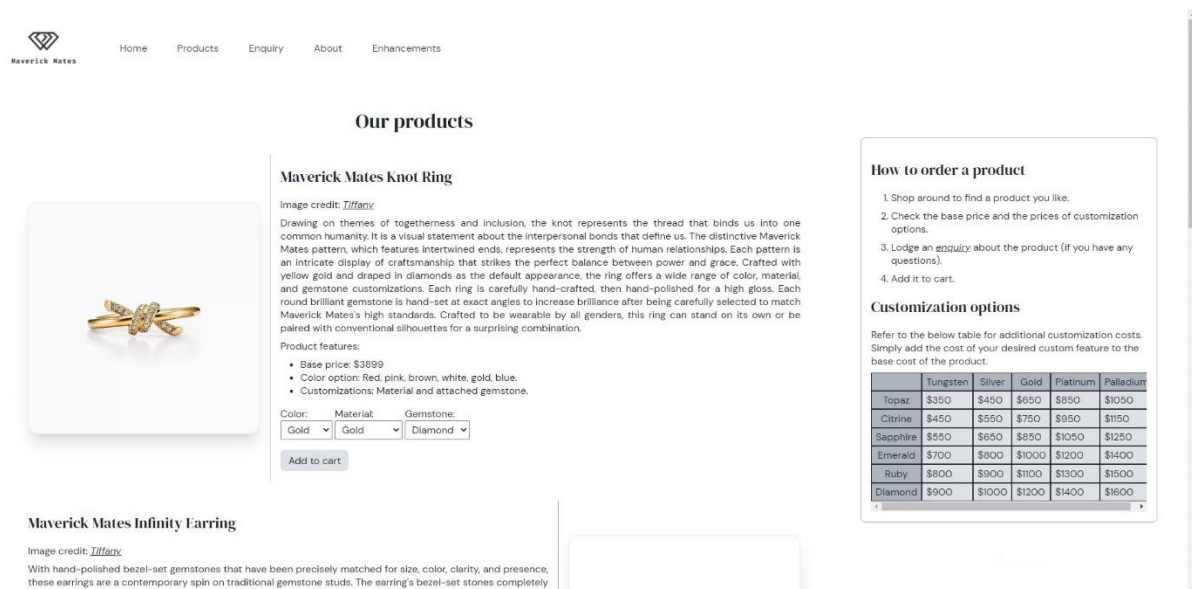 Maverick Mates
Home Products Enquiry About Enhancements
Our products
Maverick Mates Knot Ring
Image credit: Tiffany
Drawing on themes of togetherness and inclusion, the knot represents the thread that binds us into one
common humanity. It is a visual statement about the interpersonal bonds that define us. The distinctive Maverick
Mates pattern, which features intertwined ends, represents the strength of human relationships. Each pattern is
an intricate display of craftsmanship that strikes the perfect balance between power and grace. Crafted with
yellow gold and draped in diamonds as the default appearance, the ring offers a wide range of color, material,
and gemstone customizations. Each ring is carefully hand-crafted, then hand-polished for a high gloss. Each
round brilliant gemstone is hand-set at exact angles to increase brilliance after being carefully selected to match
Maverick Mates's high standards. Crafted to be wearable by all genders, this ring can stand on its own or be
paired with conventional silhouettes for a surprising combination.
Product features:
• Base price: $3899
• Color option: Red, pink, brown, white, gold, blue.
• Customizations: Material and attached gemstone.
Color: Material: Gemstone:
Gold Gold Diamond
Add to cart
Maverick Mates Infinity Earring
Image credit: Tiffany
With hand-polished bezel-set gemstones that have been precisely matched for size, color, clarity, and presence,
these earrings are a contemporary spin on traditional gemstone studs. The earring's bezel-set stones completely
How to order a product
1. Shop around to find a product you like.
2. Check the base price and the prices of customization
options.
3. Lodge an enquiry about the product (if you have any
questions).
4. Add it to cart.
Customization options
Refer to the below table for additional customization costs.
Simply add the cost of your desired custom feature to the
base cost of the product.
Tungsten Silver Gold Platinum Palladium
Topaz $350 $450 $650 $850 $1050
Citrine $450 $550 $750 $950 $1150
Sapphire $550 $650 $850 $1050 $1250
Emerald $700 $800 $1000 $1200 $1400
Ruby $800 $900 $1100 $1300 $1500
Diamond $900 $1000 $1200 $1400 $1600